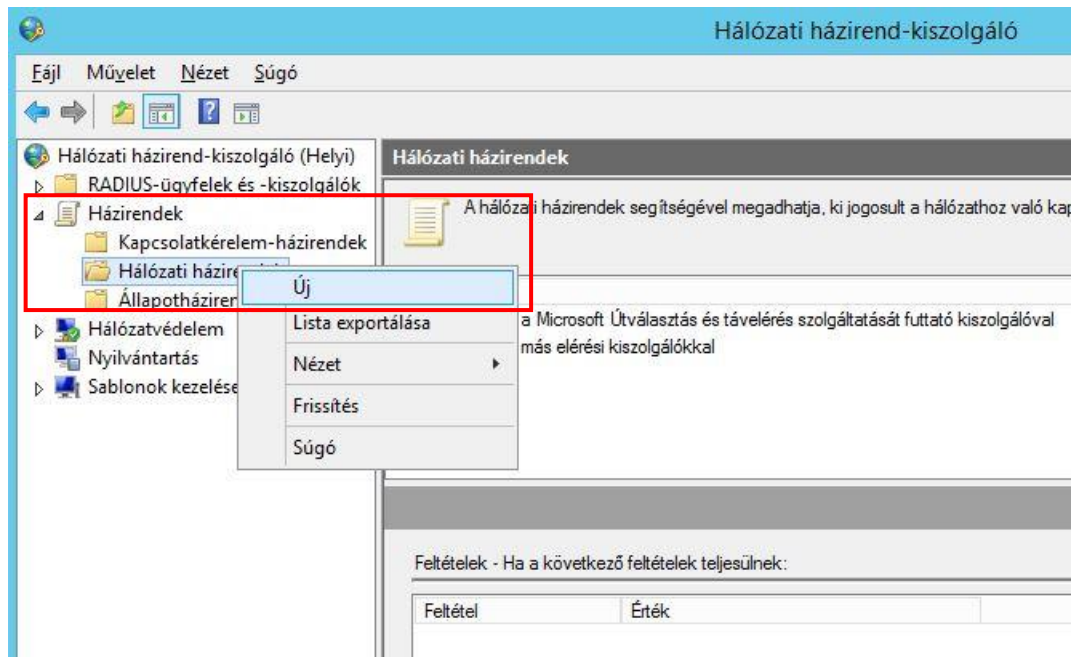 Hálózati házirend-kiszolgáló
Fájl Művelet Nézet Súgó
Hálózati házirend-kiszolgáló (Helyi)
RADIUS-ügyfelek és -kiszolgálók
Házirendek
Kapcsolatkérelem-házirendek
Hálózati házire
Állapotháziren
Hálózatvédelem
Nyilvántartás
Sablonok kezelése
Új
Lista exportálása
Nézet
Frissítés
Súgó
Hálózati házirendek
A hálózati házirendek segítségével megadhatja, ki jogosult a hálózathoz való kap
a Microsoft Útválasztás és távelérés szolgáltatását futtató kiszolgálóval
más elérési kiszolgálókkal
Feltételek - Ha a következő feltételek teljesülnek:
Feltétel Érték